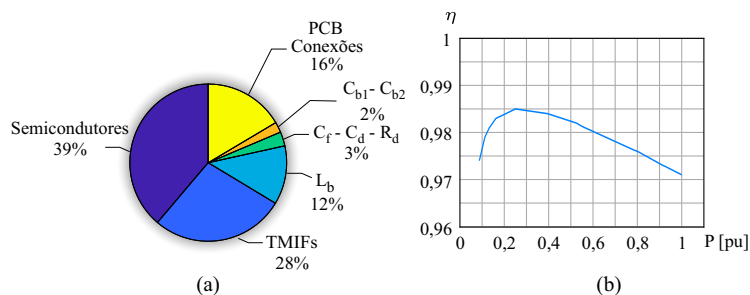 PCB
Conexões
16%
C_b1 - C_b2
2%
C_f - C_d - R_d
3%
L_b
12%
TMIFs
28%
Semicondutores
39%
(a)
η
1
0,99
0,98
0,97
0,96
0 0,2 0,4 0,6 0,8 1 P [pu]
(b)